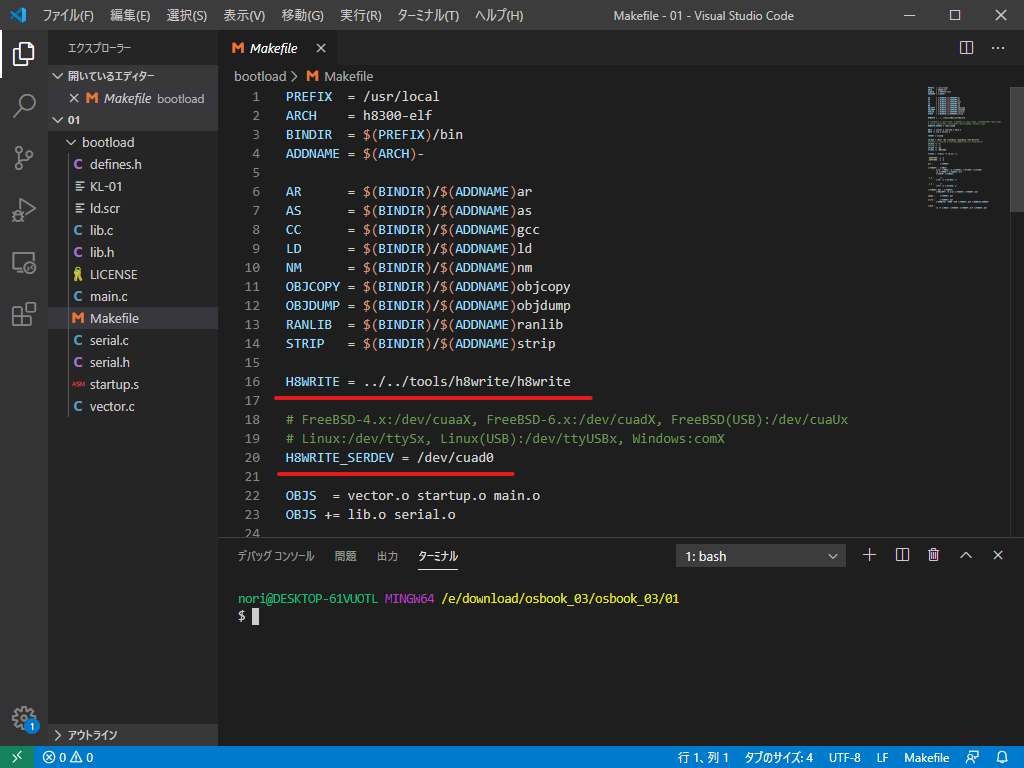 ファイル(F) 編集(E) 選択(S) 表示(V) 移動(G) 実行(R) ターミナル(T) ヘルプ(H) Makefile - 01 - Visual Studio Code
エクスプローラー
開いているエディター
Makefile bootload
01
bootload
C defines.h
KL-01
ld.scr
C lib.c
C lib.h
LICENSE
C main.c
M Makefile
C serial.c
C serial.h
ASM startup.s
C vector.c
アウトライン
M Makefile
bootload > M Makefile
1 PREFIX = /usr/local
2 ARCH = h8300-elf
3 BINDIR = $(PREFIX)/bin
4 ADDNAME = $(ARCH)-
5
6 AR = $(BINDIR)/$(ADDNAME)ar
7 AS = $(BINDIR)/$(ADDNAME)as
8 CC = $(BINDIR)/$(ADDNAME)gcc
9 LD = $(BINDIR)/$(ADDNAME)ld
10 NM = $(BINDIR)/$(ADDNAME)nm
11 OBJCOPY = $(BINDIR)/$(ADDNAME)objcopy
12 OBJDUMP = $(BINDIR)/$(ADDNAME)objdump
13 RANLIB = $(BINDIR)/$(ADDNAME)ranlib
14 STRIP = $(BINDIR)/$(ADDNAME)strip
15
16 H8WRITE = ../../tools/h8write/h8write
17
18 # FreeBSD-4.x:/dev/cuaaX, FreeBSD-6.x:/dev/cuadX, FreeBSD(USB):/dev/cuaUx
19 # Linux:/dev/ttySx, Linux(USB):/dev/ttyUSBx, Windows:comX
20 H8WRITE_SERDEV = /dev/cuad0
21
22 OBJS = vector.o startup.o main.o
23 OBJS += lib.o serial.o
24
デバッグ コンソール 問題 出力 ターミナル 1: bash
nori@DESKTOP-61VUOTL MINGW64 /e/download/osbook_03/osbook_03/01
$
1
0 0 行 1、列 1 タブのサイズ: 4 UTF-8 LF Makefile